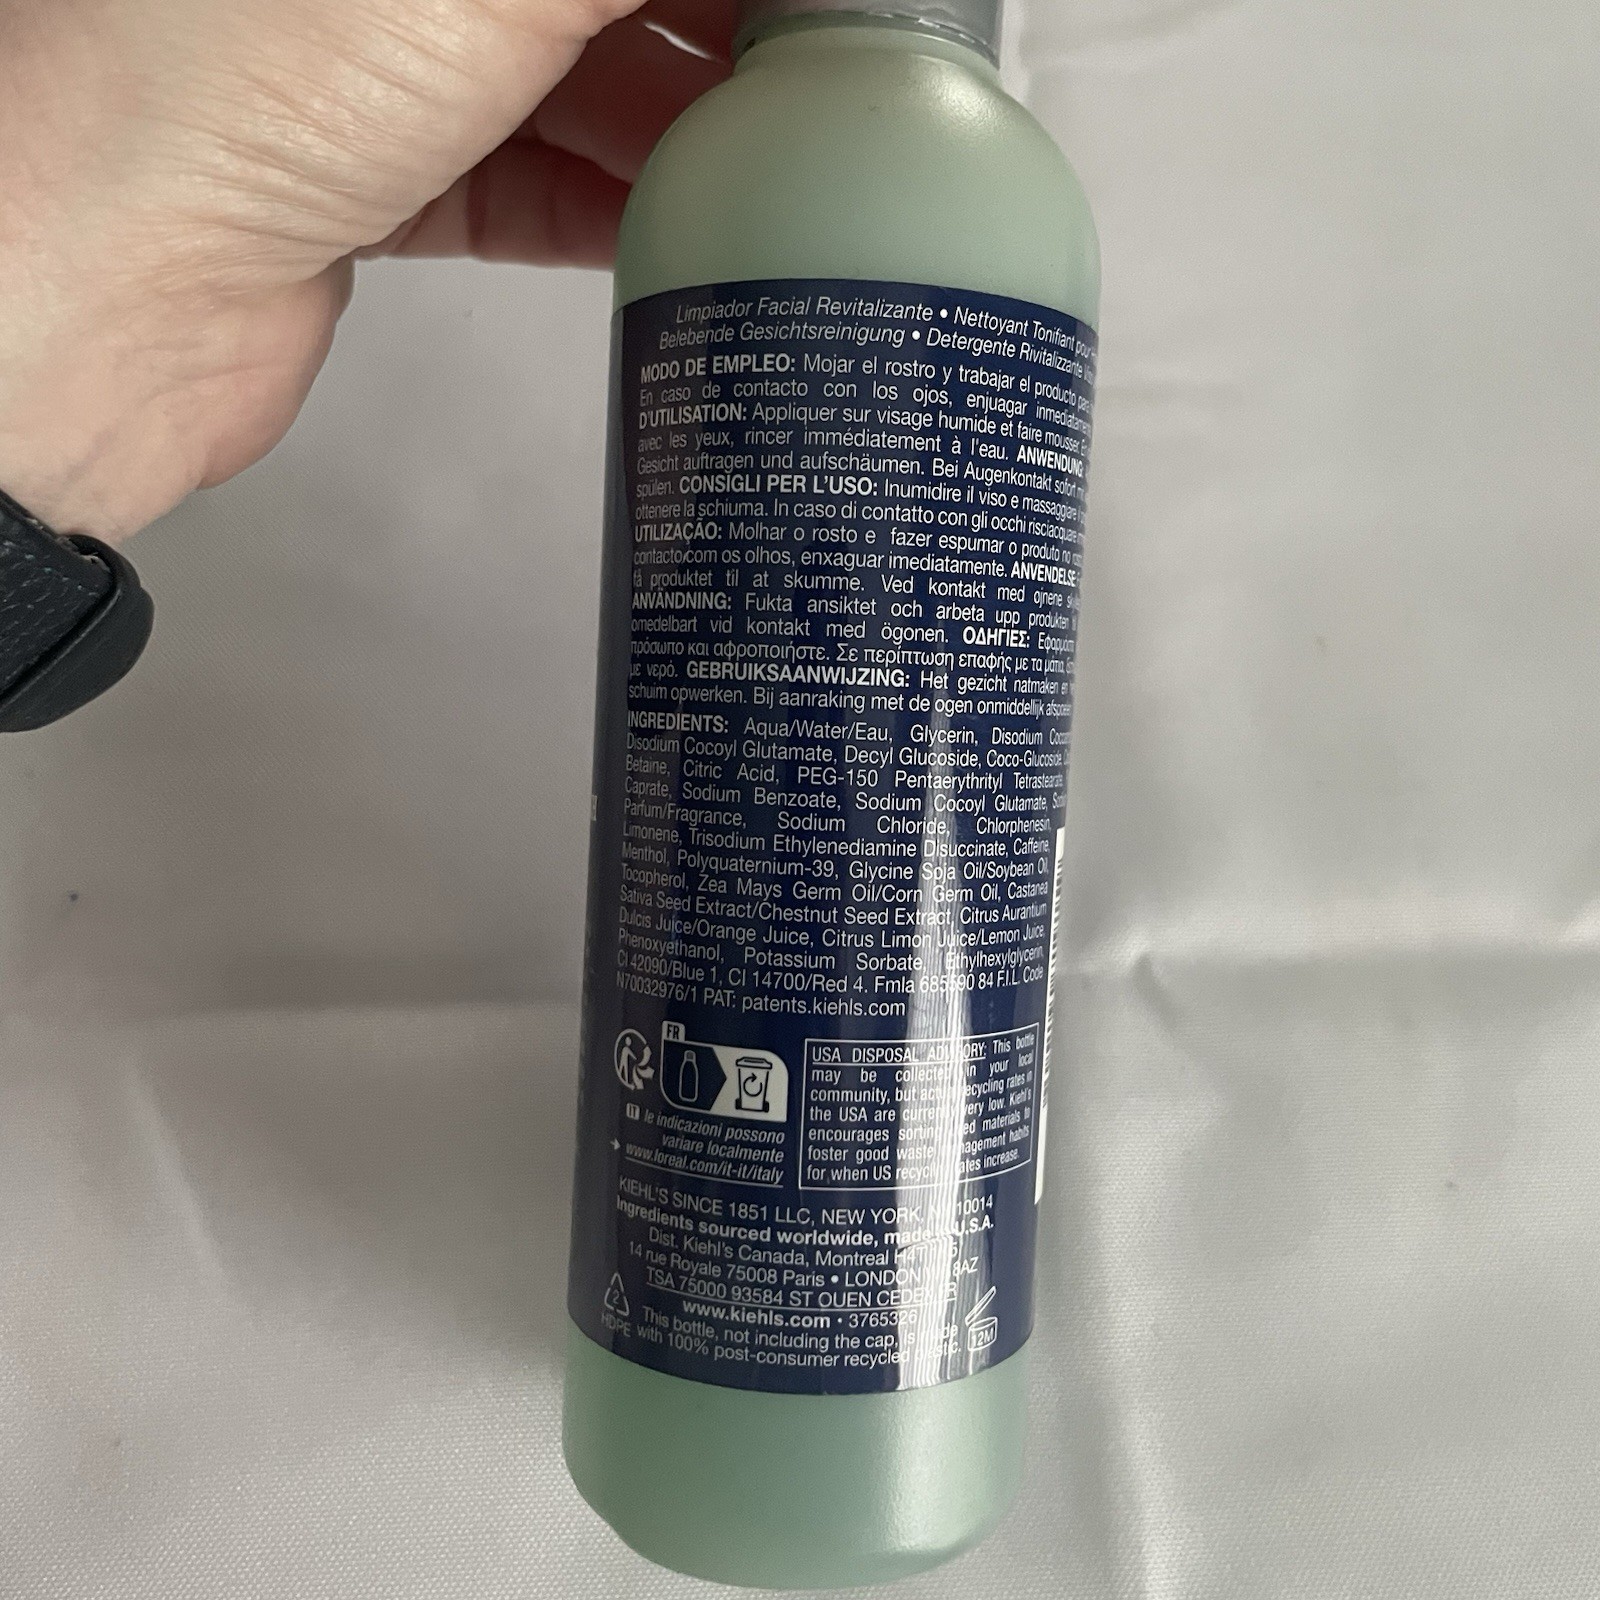 Limpiador Facial Revitalizante • Nettoyant Tonifiant pour
Belebende Gesichtsreinigung • Detergente Rivitalizzante
MODO DE EMPLEO: Mojar el rostro y trabajar el producto para
En caso de contacto con los ojos, enjuagar
D'UTILISATION: Appliquer sur visage humide et faire mousser.
avec les yeux, rincer immédiatement à l'eau. ANWENDUNG:
Gesicht auftragen und aufschäumen. Bei Augenkontakt sofort
spülen. CONSIGLI PER L'USO: Inumidire il viso e massaggiare
ottenere la schiuma. In caso di contatto con gli occhi risciacquare
UTILIZAÇÃO: Molhar o rosto e fazer espumar o produto no
contacto com os olhos, enxaguar imediatamente. ANVENDELSE:
få produktet til at skumme. Ved kontakt med øjnene
ANVÄNDNING: Fukta ansiktet och arbeta upp produkten
omedelbart vid kontakt med ögonen. ΟΔΗΓΙΕΣ:
πρόσωπο και αφροποιήστε. Σε περίπτωση επαφής με τα μάτια,
με νερό. GEBRUIKSAANWIJZING: Het gezicht natmaken en
schuim opwerken. Bij aanraking met de ogen onmiddellijk
INGREDIENTS: Aqua/Water/Eau, Glycerin, Disodium
Disodium Cocoyl Glutamate, Decyl Glucoside, Coco-Glucoside,
Betaine, Citric Acid, PEG-150 Pentaerythrityl Tetrastearate,
Caprate, Sodium Benzoate, Sodium Cocoyl Glutamate,
Parfum/Fragrance, Sodium Chloride, Chlorphenesin,
Limonene, Trisodium Ethylenediamine Disuccinate, Caffeine,
Menthol, Polyquaternium-39, Glycine Soja Oil/Soybean Oil,
Tocopherol, Zea Mays Germ Oil/Corn Germ Oil, Castanea
Sativa Seed Extract/Chestnut Seed Extract, Citrus Aurantium
Dulcis Juice/Orange Juice, Citrus Limon Juice/Lemon Juice,
Phenoxyethanol, Potassium Sorbate, Ethylhexylglycerin,
CI 42090/Blue 1, CI 14700/Red 4. Fmla 685590 84 F.I.L. Code
N70032976/1 PAT: patents.kiehls.com
FR
IT le indicazioni possono
variare localmente
www.loreal.com/it-it/italy
USA DISPOSAL ADVISORY: This bottle
may be collected in your local
community, but actual recycling rates in
the USA are currently very low. Kiehl's
encourages sorting used materials to
foster good waste management habits
for when US recycling rates increase.
KIEHL'S SINCE 1851 LLC, NEW YORK, NY 10014
Ingredients sourced worldwide, made in U.S.A.
Dist. Kiehl's Canada, Montreal
14 rue Royale 75008 Paris • LONDON 8AZ
TSA 75000 93584 ST OUEN CEDEX FR
www.kiehls.com • 3765326
This bottle, not including the cap, is made
with 100% post-consumer recycled plastic.
2
HDPE
12M